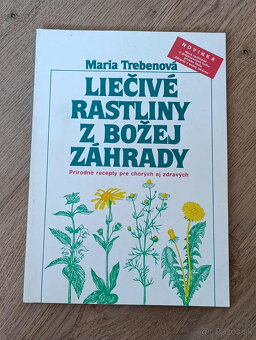 Maria Trebenová
NOVINKA
LIEČIVÉ
RASTLINY
Z BOŽEJ
ZÁHRADY
Prírodné recepty pre chorých aj zdravých